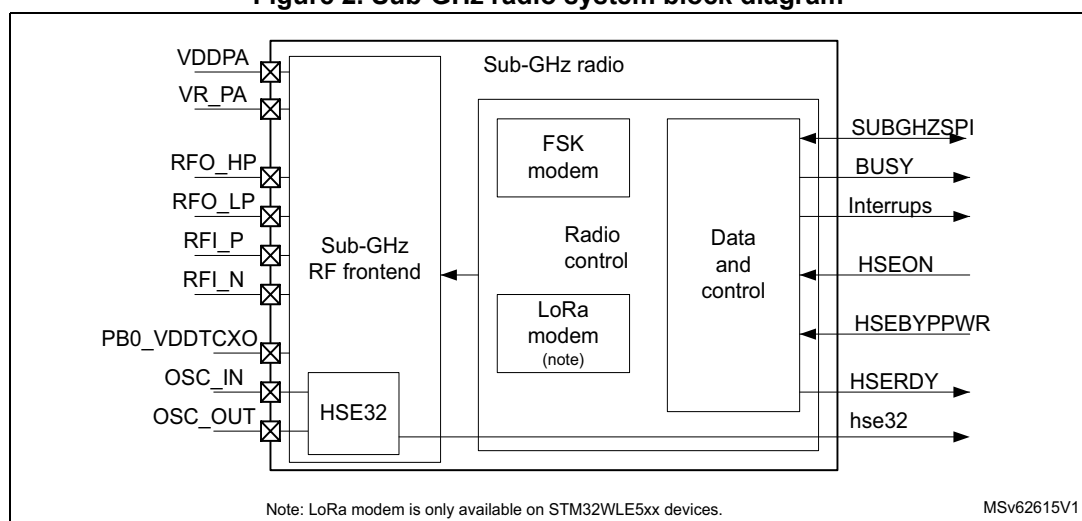 Figure 2. Sub-GHz radio system block diagram
VDDPA
VR_PA
RFO_HP
RFO_LP
RFI_P
RFI_N
PB0_VDDTCXO
OSC_IN
OSC_OUT
Sub-GHz radio
Sub-GHz
RF frontend
HSE32
FSK
modem
Radio
control
LoRa
modem
(note)
Data
and
control
SUBGHZSPI
BUSY
Interrups
HSEON
HSEBYPPWR
HSERDY
hse32
Note: LoRa modem is only available on STM32WLE5xx devices.
MSv62615V1